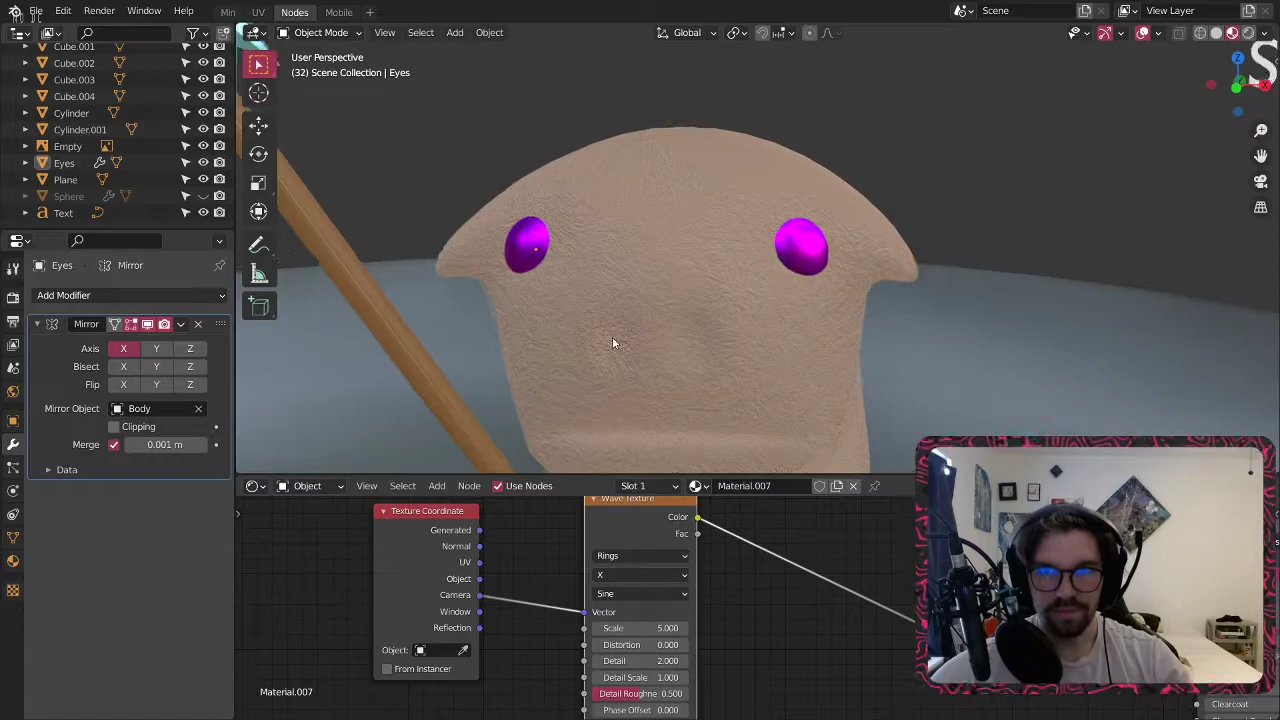 File Edit Render Window Help Min UV Nodes Mobile + Scene View Layer
Object Mode View Select Add Object Global
User Perspective
(32) Scene Collection | Eyes
S
Cube.001
Cube.002
Cube.003
Cube.004
Cylinder
Cylinder.001
Empty
Eyes
Plane
Sphere
Text
Z
X
Eyes > Mirror
Add Modifier
Mirror
Axis X Y Z
Bisect X Y Z
Flip X Y Z
Mirror Object Body
Clipping
Merge 0.001 m
Data
Object View Select Add Node Use Nodes Slot 1 Material.007
Texture Coordinate
Generated
Normal
UV
Object
Camera
Window
Reflection
Object:
From Instancer
Wave Texture
Color
Fac
Rings
X
Sine
Vector
Scale 5.000
Distortion 0.000
Detail 2.000
Detail Scale 1.000
Detail Roughne 0.500
Phase Offset 0.000
Material.007
Clearcoat